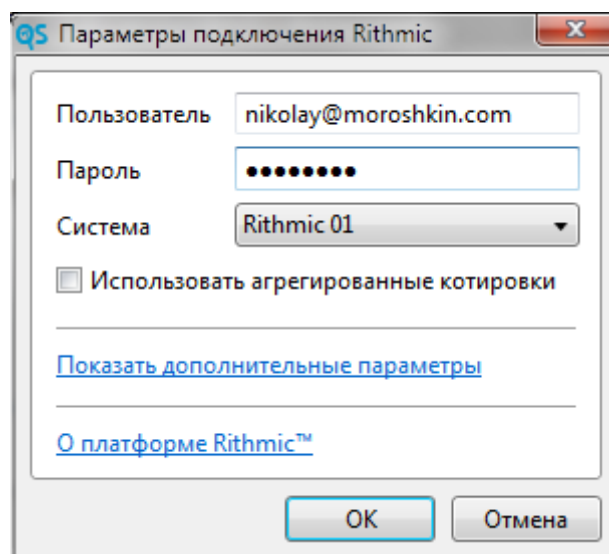 QS Параметры подключения Rithmic
Пользователь nikolay@moroshkin.com
Пароль ●●●●●●●●
Система Rithmic 01
Использовать агрегированные котировки
Показать дополнительные параметры
О платформе Rithmic™
OK Отмена